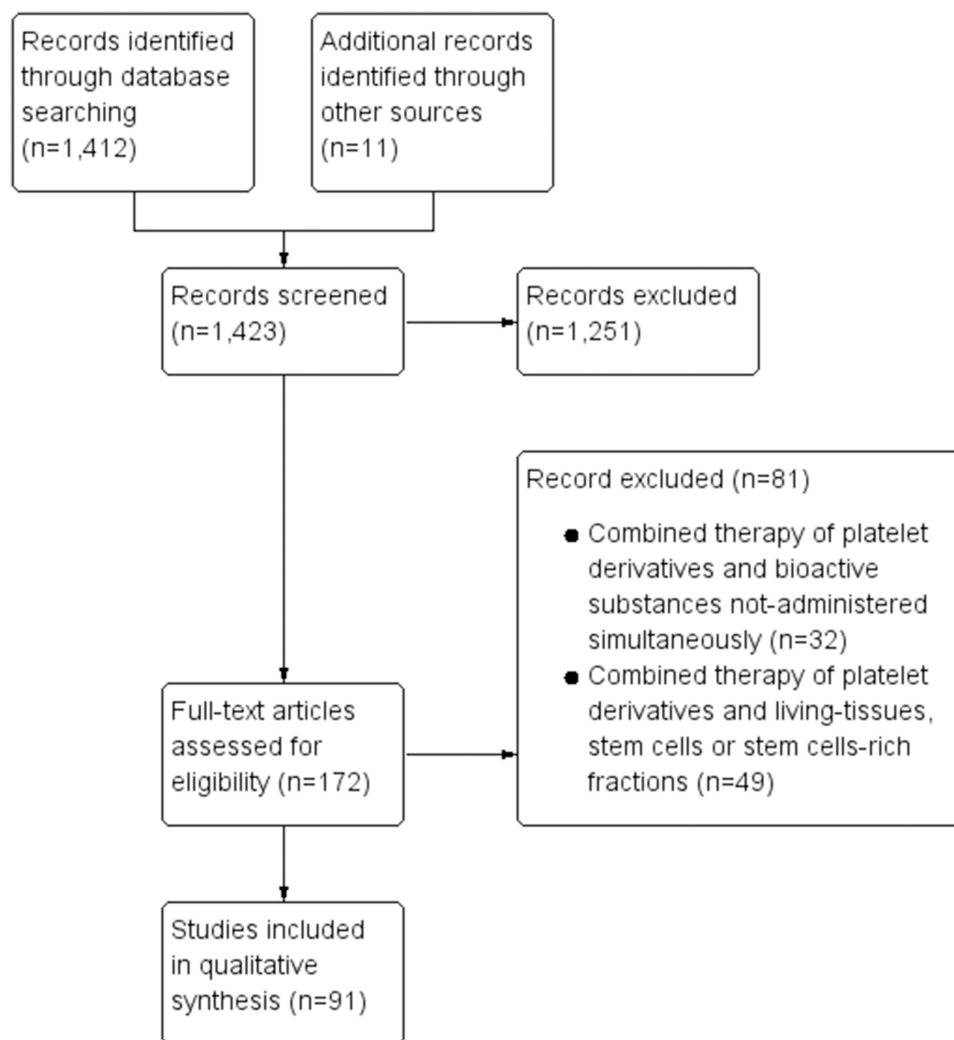 Records identified
through database
searching
(n=1,412)
Additional records
identified through
other sources
(n=11)
Records screened
(n=1,423)
Records excluded
(n=1,251)
Record excluded (n=81)
● Combined therapy of platelet
derivatives and bioactive
substances not-administered
simultaneously (n=32)
● Combined therapy of platelet
derivatives and living-tissues,
stem cells or stem cells-rich
fractions (n=49)
Full-text articles
assessed for
eligibility (n=172)
Studies included
in qualitative
synthesis (n=91)